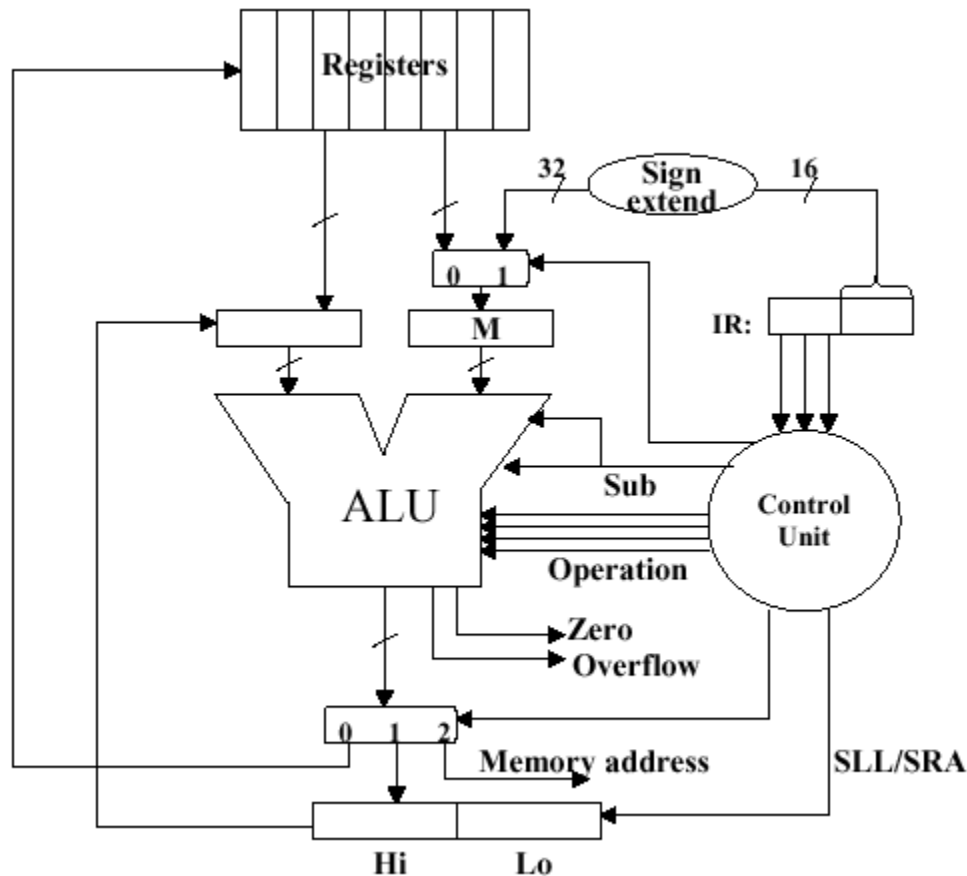 Registers
32
Sign
extend
16
0 1
IR:
M
Sub
ALU
Control
Unit
Operation
Zero
Overflow
0 1 2
Memory address
SLL/SRA
Hi
Lo